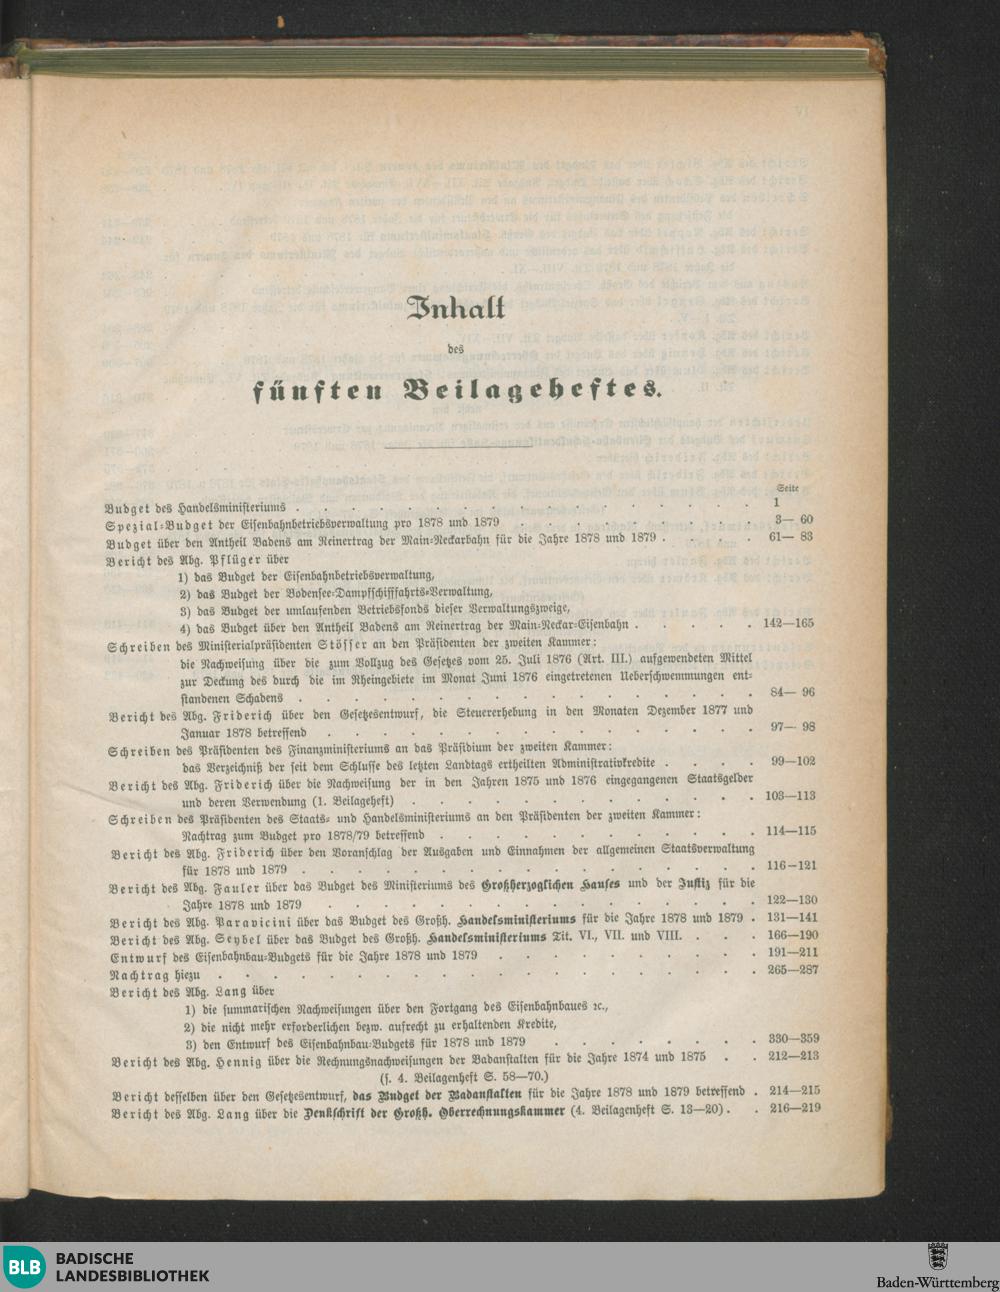 Inhalt
des
fünften Beilageheftes.
Seite
Budget des Handelsministeriums . . . . . . . . . . . . . . . . 1
Spezial-Budget der Eisenbahnbetriebsverwaltung pro 1878 und 1879 . . . . . . . . 3— 60
Budget über den Antheil Badens am Reinertrag der Main-Neckarbahn für die Jahre 1878 und 1879 . . . . 61— 83
Bericht des Abg. Pflüger über
1) das Budget der Eisenbahnbetriebsverwaltung,
2) das Budget der Bodensee-Dampfschifffahrts-Verwaltung,
3) das Budget der umlaufenden Betriebsfonds dieser Verwaltungszweige,
4) das Budget über den Antheil Badens am Reinertrag der Main-Neckar-Eisenbahn . . . . . 142—165
Schreiben des Ministerialpräsidenten Stösser an den Präsidenten der zweiten Kammer:
die Nachweisung über die zum Vollzug des Gesetzes vom 25. Juli 1876 (Art. III.) aufgewendeten Mittel
zur Deckung des durch die im Rheingebiete im Monat Juni 1876 eingetretenen Ueberschwemmungen ent-
standenen Schadens . . . . . . . . . . . . . . . . 84— 96
Bericht des Abg. Friderich über den Gesetzesentwurf, die Steuererhebung in den Monaten Dezember 1877 und
Januar 1878 betreffend . . . . . . . . . . . . . . 97— 98
Schreiben des Präsidenten des Finanzministeriums an das Präsidium der zweiten Kammer:
das Verzeichniß der seit dem Schlusse des letzten Landtags ertheilten Administrativkredite . . . . 99—102
Bericht des Abg. Friderich über die Nachweisung der in den Jahren 1875 und 1876 eingegangenen Staatsgelder
und deren Verwendung (1. Beilageheft) . . . . . . . . . . . . . 103—113
Schreiben des Präsidenten des Staats- und Handelsministeriums an den Präsidenten der zweiten Kammer:
Nachtrag zum Budget pro 1878/79 betreffend . . . . . . . . . . . . 114—115
Bericht des Abg. Friderich über den Voranschlag der Ausgaben und Einnahmen der allgemeinen Staatsverwaltung
für 1878 und 1879 . . . . . . . . . . . . . . . . 116—121
Bericht des Abg. Fauler über das Budget des Ministeriums des Großherzoglichen Hauses und der Justiz für die
Jahre 1878 und 1879 . . . . . . . . . . . . . . . 122—130
Bericht des Abg. Paravicini über das Budget des Großh. Handelsministeriums für die Jahre 1878 und 1879 . 131—141
Bericht des Abg. Seybel über das Budget des Großh. Handelsministeriums Tit. VI., VII. und VIII. . . . 166—190
Entwurf des Eisenbahnbau-Budgets für die Jahre 1878 und 1879 . . . . . . . . . 191—211
Nachtrag hiezu . . . . . . . . . . . . . . . . . . . 265—287
Bericht des Abg. Lang über
1) die summarischen Nachweisungen über den Fortgang des Eisenbahnbaues ꝛc.,
2) die nicht mehr erforderlichen bezw. aufrecht zu erhaltenden Kredite,
3) den Entwurf des Eisenbahnbau-Budgets für 1878 und 1879 . . . . . . . 330—359
Bericht des Abg. Hennig über die Rechnungsnachweisungen der Badanstalten für die Jahre 1874 und 1875 . . 212—213
(s. 4. Beilagenheft S. 58—70.)
Bericht desselben über den Gesetzesentwurf, das Budget der Badanstalten für die Jahre 1878 und 1879 betreffend . 214—215
Bericht des Abg. Lang über die Denkschrift der Großh. Oberrechnungskammer (4. Beilagenheft S. 13—20) . . 216—219
BLB BADISCHE
LANDESBIBLIOTHEK
Baden-Württemberg